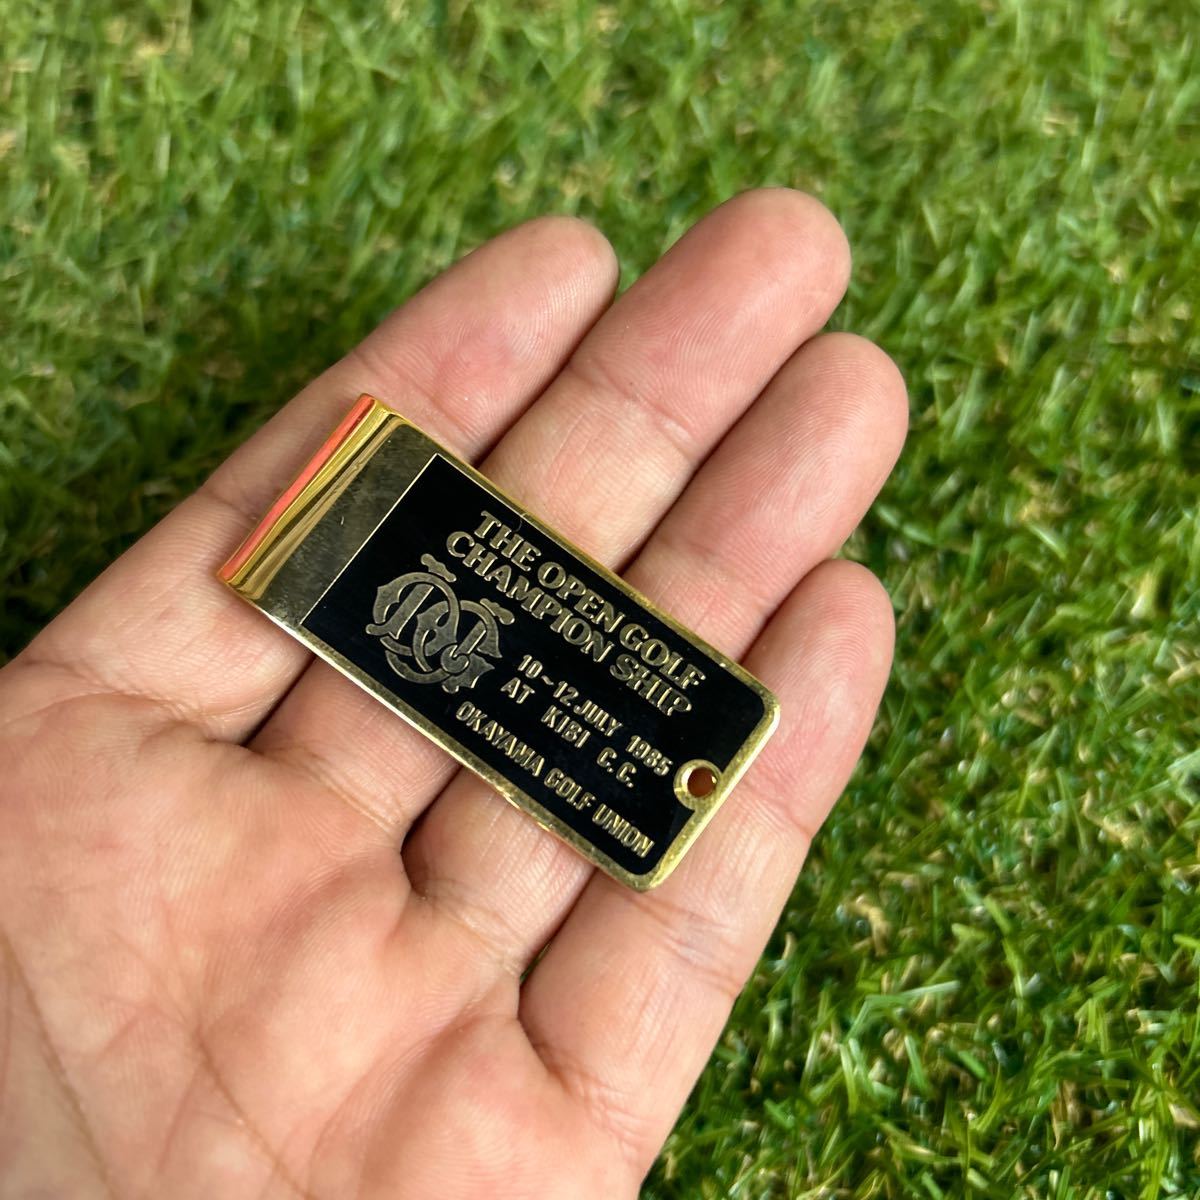 THE OPEN GOLF
CHAMPION SHIP
10~12 JULY 1985
AT KIBI C.C.
OKAYAMA GOLF UNION